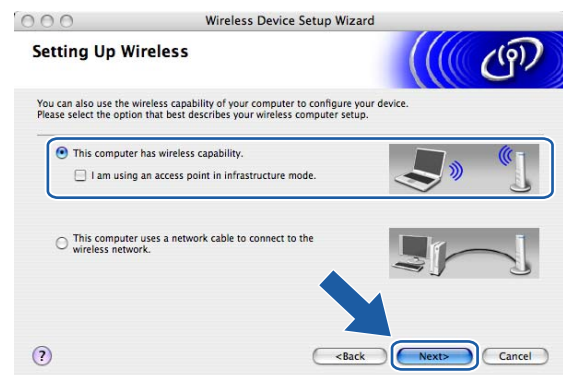 Wireless Device Setup Wizard
Setting Up Wireless
You can also use the wireless capability of your computer to configure your device.
Please select the option that best describes your wireless computer setup.
This computer has wireless capability.
I am using an access point in infrastructure mode.
This computer uses a network cable to connect to the
wireless network.
?
<Back
Next>
Cancel